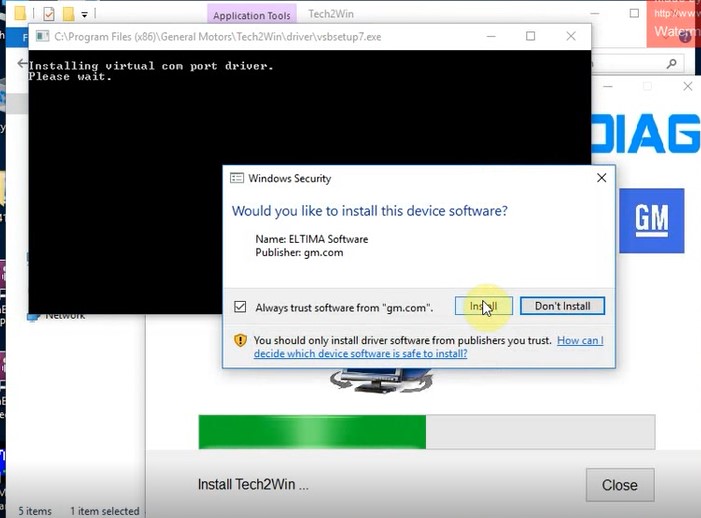 Application Tools
Tech2Win
http://www
Waterm
C:\Program Files (x86)\General Motors\Tech2Win\driver\vsbsetup7.exe
Installing virtual com port driver.
Please wait.
DIAG
GM
Windows Security
Would you like to install this device software?
Name: ELTIMA Software
Publisher: gm.com
Always trust software from "gm.com".
Install
Don't Install
You should only install driver software from publishers you trust. How can I
decide which device software is safe to install?
Network
Install Tech2Win ...
Close
5 items
1 item selected